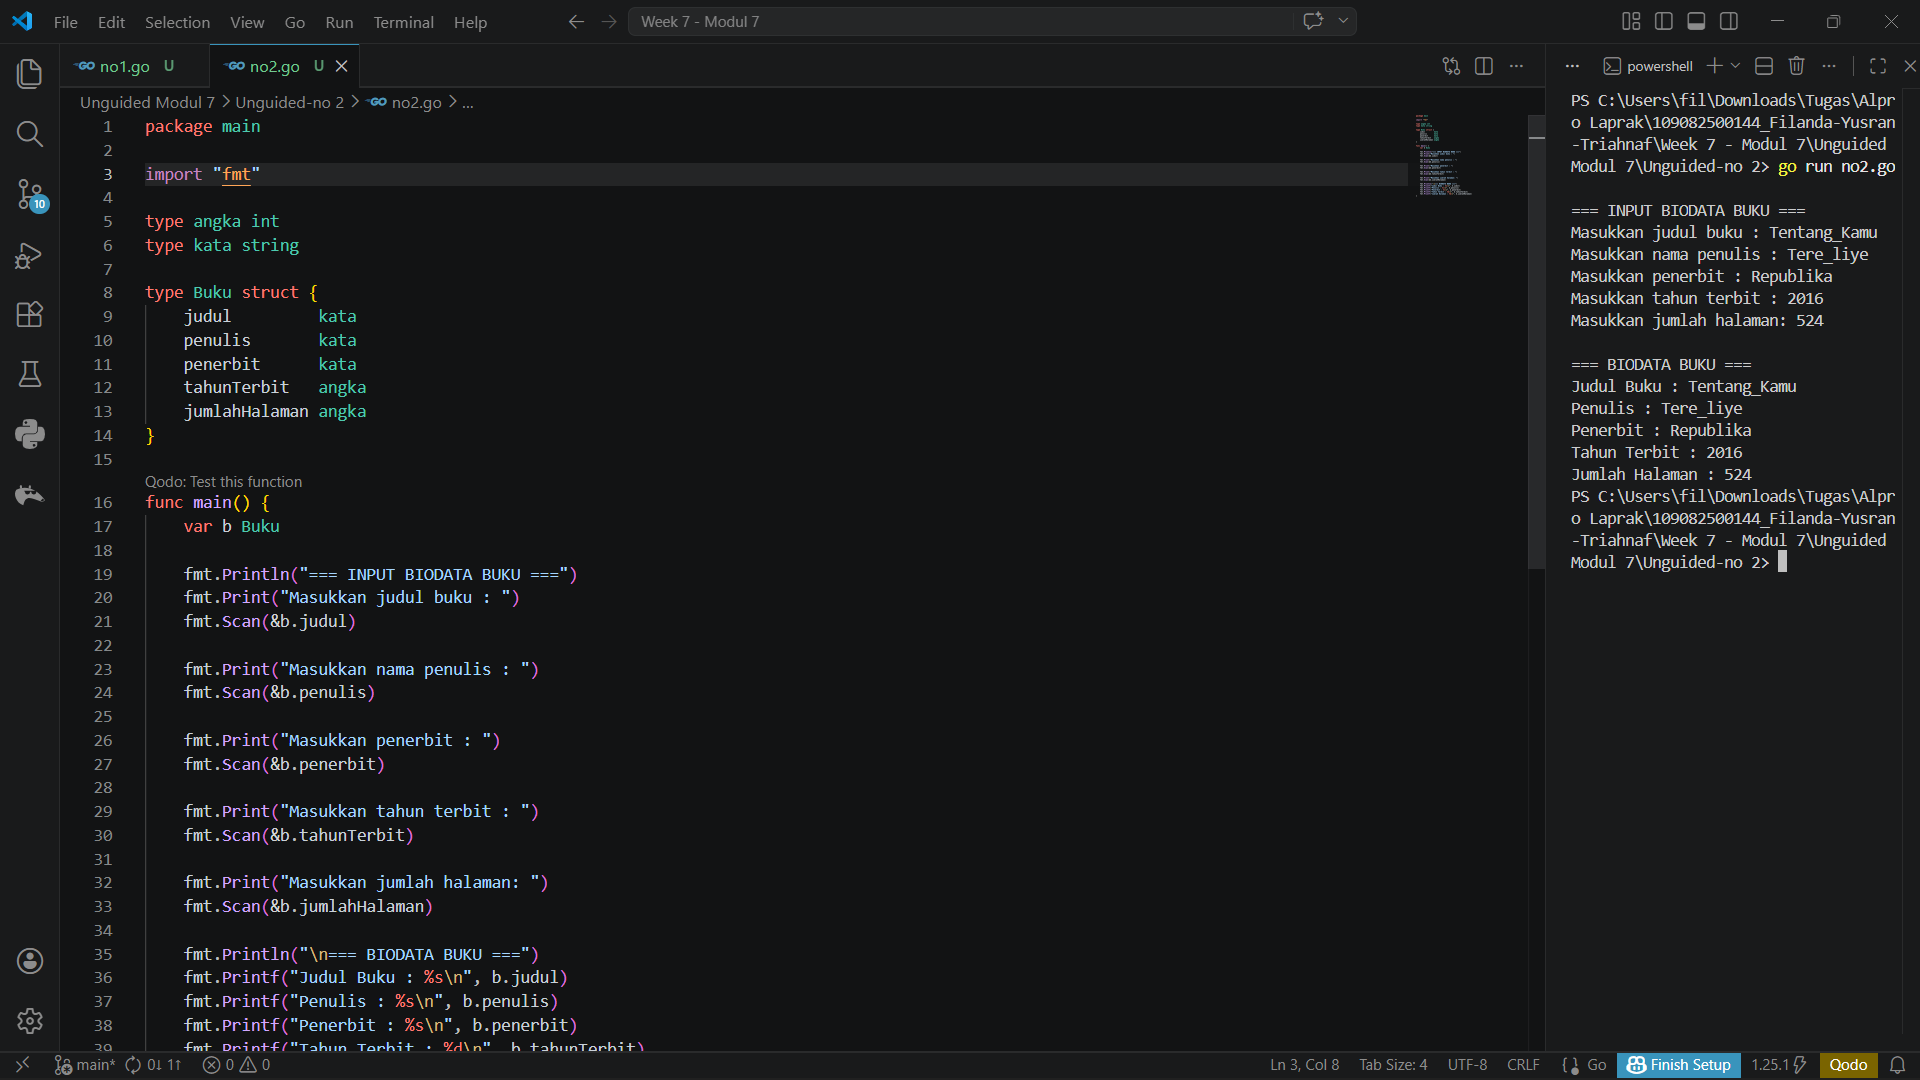 File Edit Selection View Go Run Terminal Help
Week 7 - Modul 7
no1.go U
no2.go U
Unguided Modul 7 > Unguided-no 2 > no2.go > ...
1 package main
2
3 import "fmt"
4
5 type angka int
6 type kata string
7
8 type Buku struct {
9 judul kata
10 penulis kata
11 penerbit kata
12 tahunTerbit angka
13 jumlahHalaman angka
14 }
15
Qodo: Test this function
16 func main() {
17 var b Buku
18
19 fmt.Println("=== INPUT BIODATA BUKU ===")
20 fmt.Print("Masukkan judul buku : ")
21 fmt.Scan(&b.judul)
22
23 fmt.Print("Masukkan nama penulis : ")
24 fmt.Scan(&b.penulis)
25
26 fmt.Print("Masukkan penerbit : ")
27 fmt.Scan(&b.penerbit)
28
29 fmt.Print("Masukkan tahun terbit : ")
30 fmt.Scan(&b.tahunTerbit)
31
32 fmt.Print("Masukkan jumlah halaman: ")
33 fmt.Scan(&b.jumlahHalaman)
34
35 fmt.Println("\n=== BIODATA BUKU ===")
36 fmt.Printf("Judul Buku : %s\n", b.judul)
37 fmt.Printf("Penulis : %s\n", b.penulis)
38 fmt.Printf("Penerbit : %s\n", b.penerbit)
39 fmt.Printf("Tahun Terbit : %d\n", b.tahunTerbit)
powershell
PS C:\Users\fil\Downloads\Tugas\Alpr
o Laprak\109082500144_Filanda-Yusran
-Triahnaf\Week 7 - Modul 7\Unguided
Modul 7\Unguided-no 2> go run no2.go
=== INPUT BIODATA BUKU ===
Masukkan judul buku : Tentang_Kamu
Masukkan nama penulis : Tere_liye
Masukkan penerbit : Republika
Masukkan tahun terbit : 2016
Masukkan jumlah halaman: 524
=== BIODATA BUKU ===
Judul Buku : Tentang_Kamu
Penulis : Tere_liye
Penerbit : Republika
Tahun Terbit : 2016
Jumlah Halaman : 524
PS C:\Users\fil\Downloads\Tugas\Alpr
o Laprak\109082500144_Filanda-Yusran
-Triahnaf\Week 7 - Modul 7\Unguided
Modul 7\Unguided-no 2>
10
main* 0↓ 1↑ 0 0
Ln 3, Col 8 Tab Size: 4 UTF-8 CRLF Go Finish Setup 1.25.1 Qodo